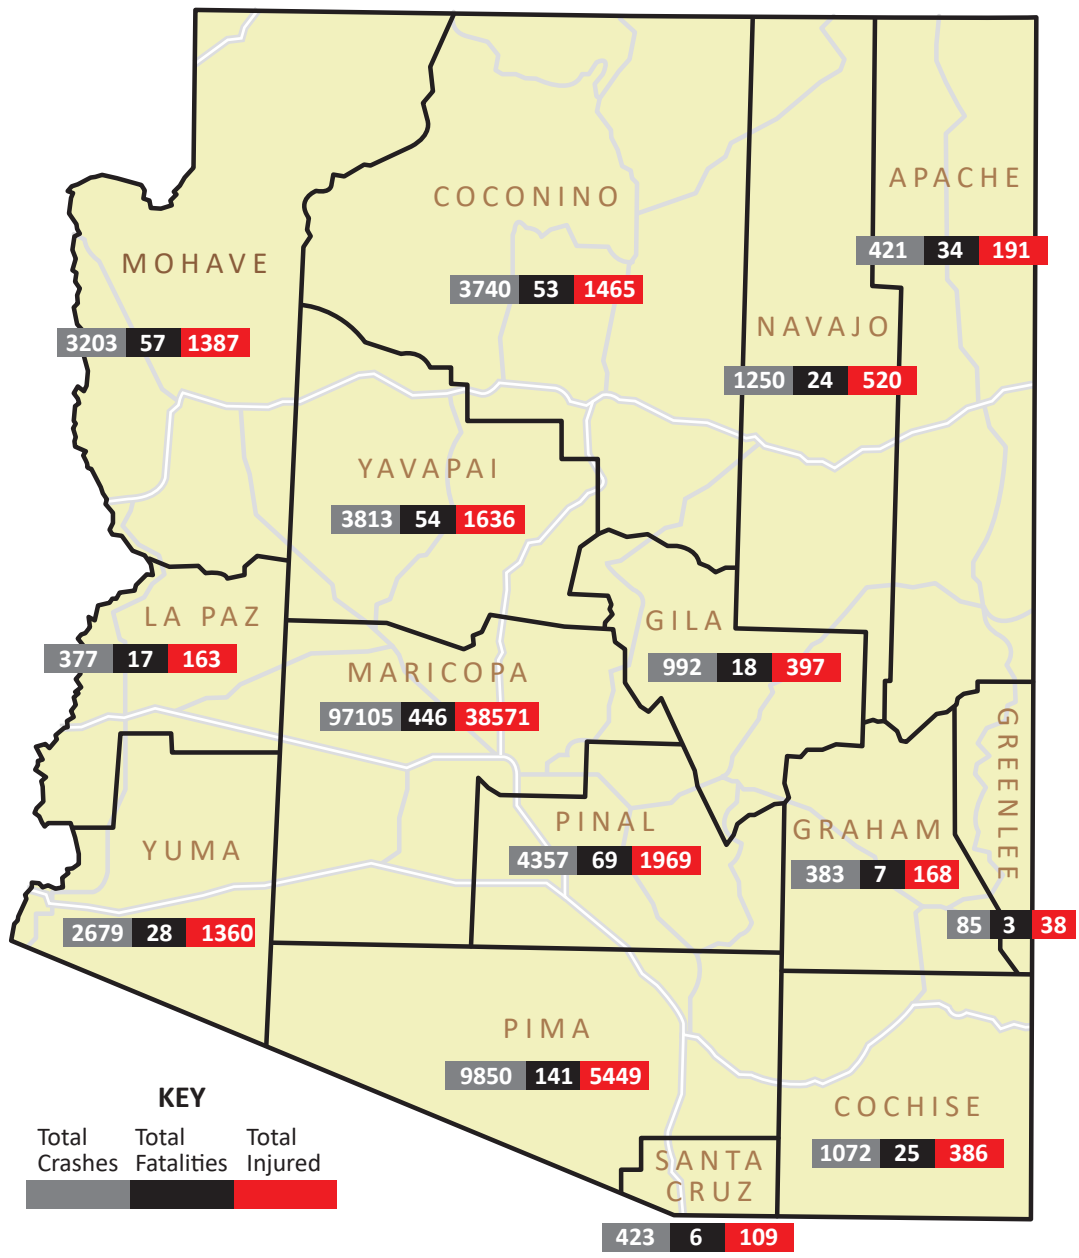 COCONINO
3740 53 1465
APACHE
421 34 191
MOHAVE
3203 57 1387
NAVAJO
1250 24 520
YAVAPAI
3813 54 1636
LA PAZ
377 17 163
GILA
992 18 397
MARICOPA
97105 446 38571
GREENLEE
85 3 38
PINAL
4357 69 1969
GRAHAM
383 7 168
YUMA
2679 28 1360
PIMA
9850 141 5449
COCHISE
1072 25 386
SANTA
CRUZ
423 6 109
KEY
Total Total Total
Crashes Fatalities Injured